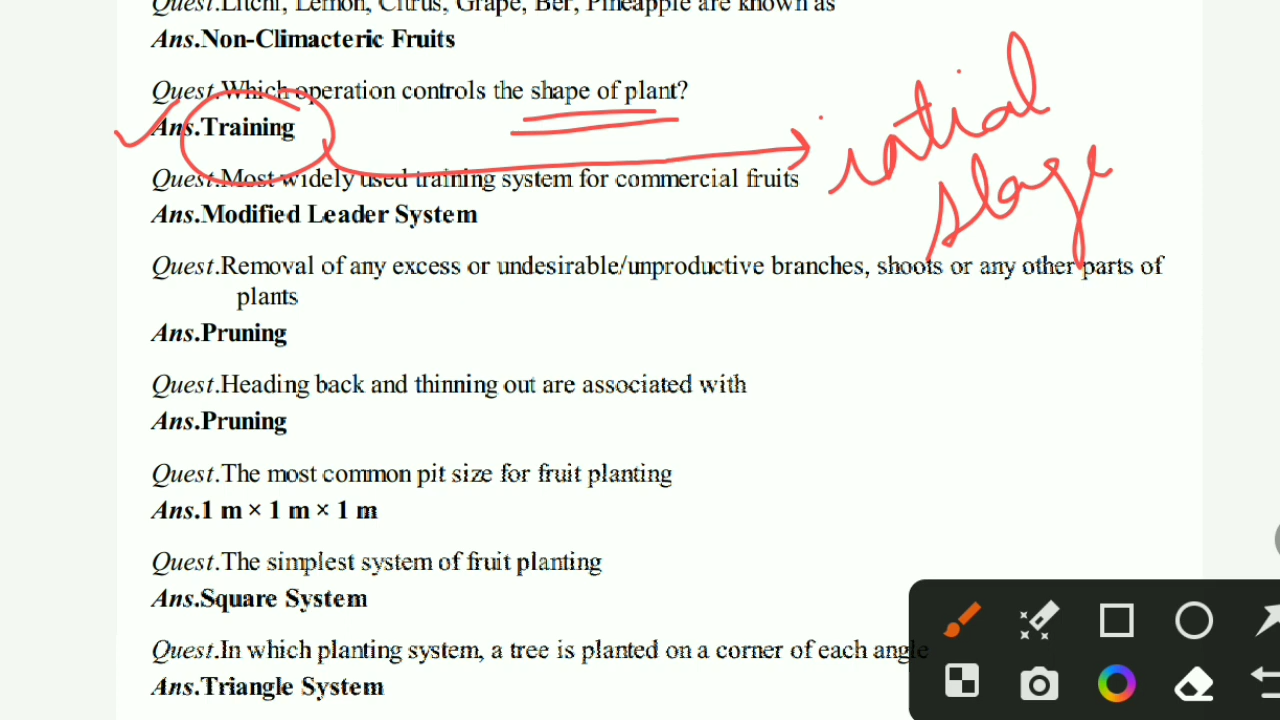 Quest.Litchi, Lemon, Citrus, Grape, Ber, Pineapple are known as
Ans.Non-Climacteric Fruits
Quest.Which operation controls the shape of plant?
Ans.Training
intial
stage
Quest.Most widely used training system for commercial fruits
Ans.Modified Leader System
Quest.Removal of any excess or undesirable/unproductive branches, shoots or any other parts of
plants
Ans.Pruning
Quest.Heading back and thinning out are associated with
Ans.Pruning
Quest.The most common pit size for fruit planting
Ans.1 m × 1 m × 1 m
Quest.The simplest system of fruit planting
Ans.Square System
Quest.In which planting system, a tree is planted on a corner of each angle
Ans.Triangle System